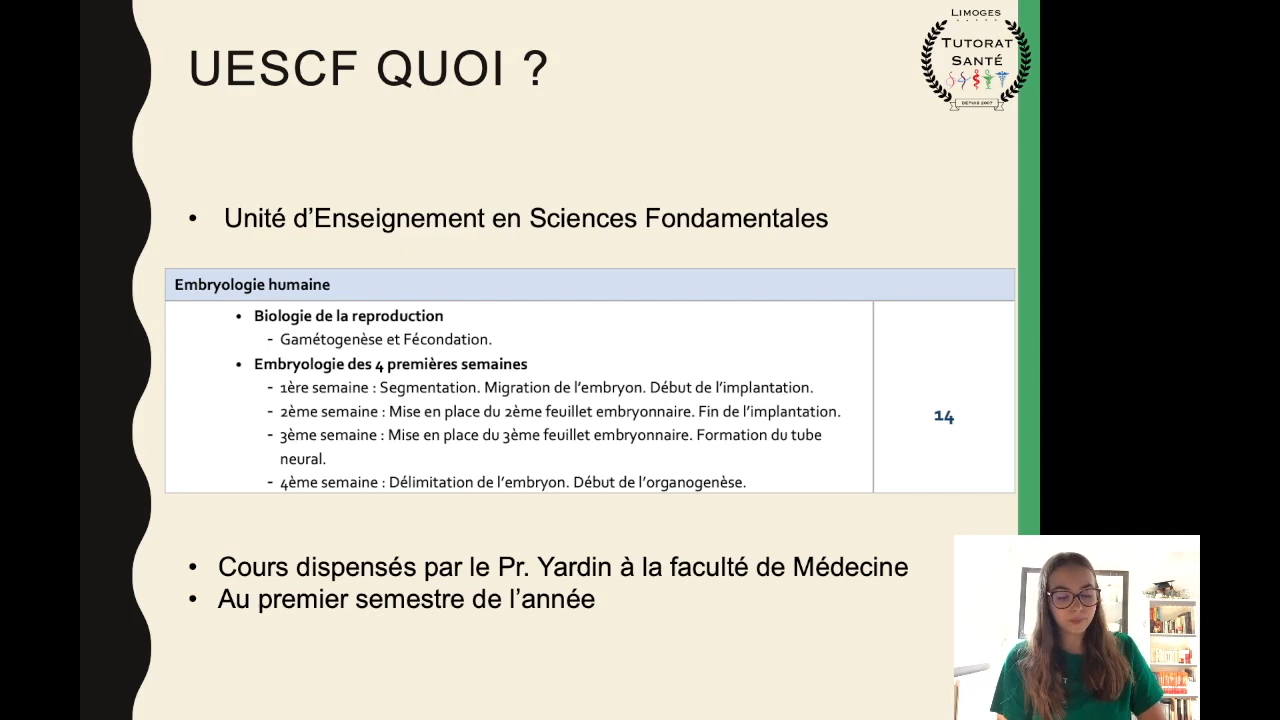 UESCF QUOI ?
LIMOGES
TUTORAT
SANTÉ
DEPUIS 2007
• Unité d’Enseignement en Sciences Fondamentales
Embryologie humaine
• Biologie de la reproduction
- Gamétogenèse et Fécondation.
• Embryologie des 4 premières semaines
- 1ère semaine : Segmentation. Migration de l’embryon. Début de l’implantation.
- 2ème semaine : Mise en place du 2ème feuillet embryonnaire. Fin de l’implantation.
- 3ème semaine : Mise en place du 3ème feuillet embryonnaire. Formation du tube
neural.
- 4ème semaine : Délimitation de l’embryon. Début de l’organogenèse.
14
• Cours dispensés par le Pr. Yardin à la faculté de Médecine
• Au premier semestre de l’année